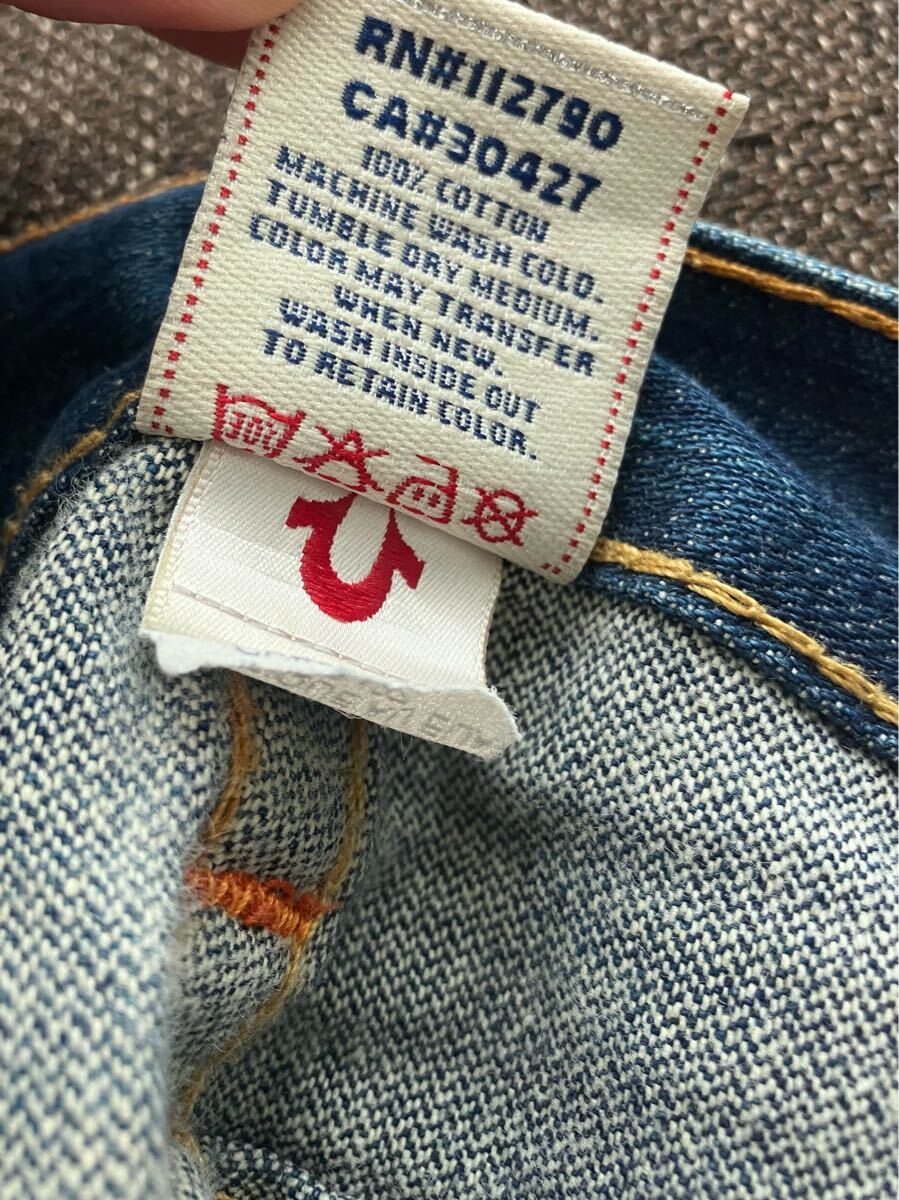 RN#112790
CA#30427
100% COTTON
MACHINE WASH COLD.
TUMBLE DRY MEDIUM.
COLOR MAY TRANSFER
WHEN NEW.
WASH INSIDE OUT
TO RETAIN COLOR.
30C